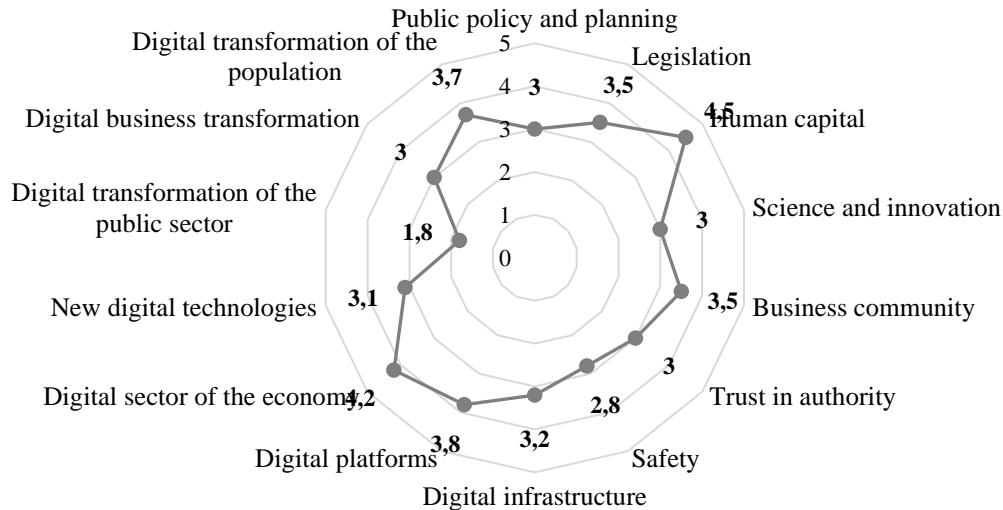 Public policy and planning
Digital transformation of the
population
5
Legislation
3,7
4
3
3,5
4,5
Digital business transformation
3
3
Human capital
2
Digital transformation of the
public sector
1,8
1
3
Science and innovation
0
New digital technologies
3,1
3,5
Business community
3
Digital sector of the economy
4,2
2,8
Trust in authority
Digital platforms
3,8
3,2
Safety
Digital infrastructure